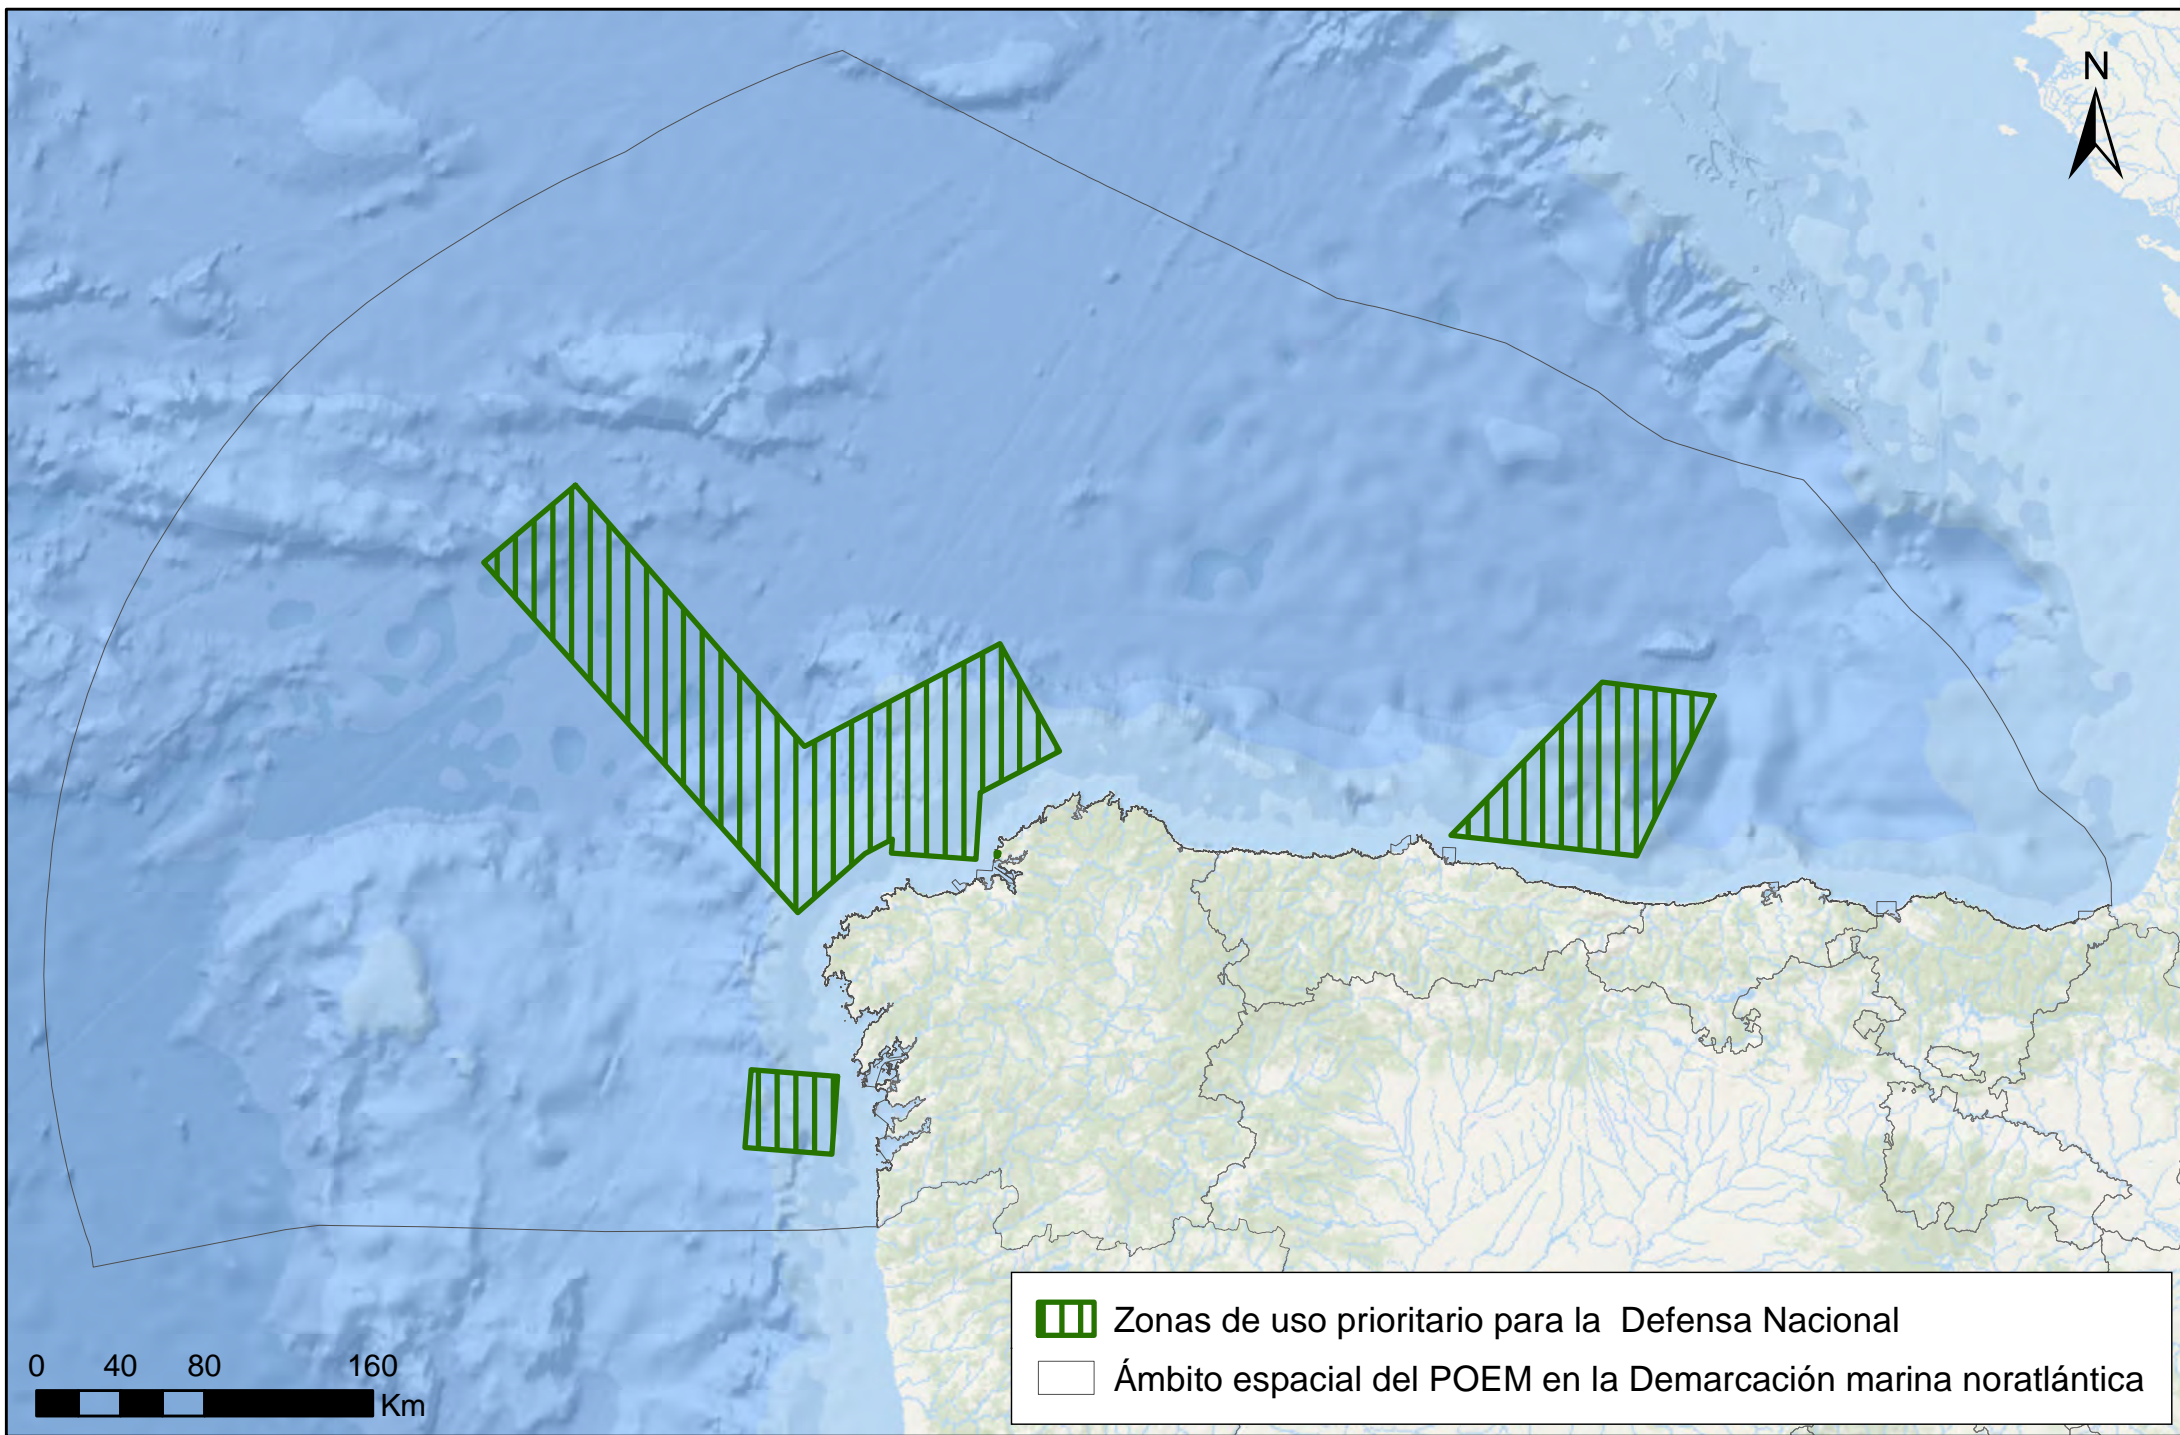 N
Zonas de uso prioritario para la Defensa Nacional
Ámbito espacial del POEM en la Demarcación marina noratlántica
0 40 80 160
Km